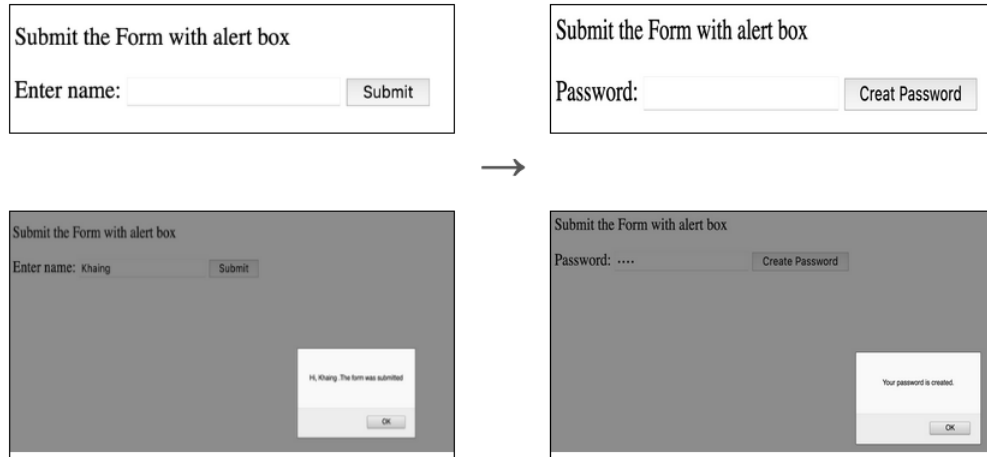 Submit the Form with alert box
Enter name: Submit
Submit the Form with alert box
Password: Creat Password
→
Submit the Form with alert box
Enter name: Khaing Submit
Hi, Khaing .The form was submitted
OK
Submit the Form with alert box
Password: •••• Create Password
Your password is created.
OK